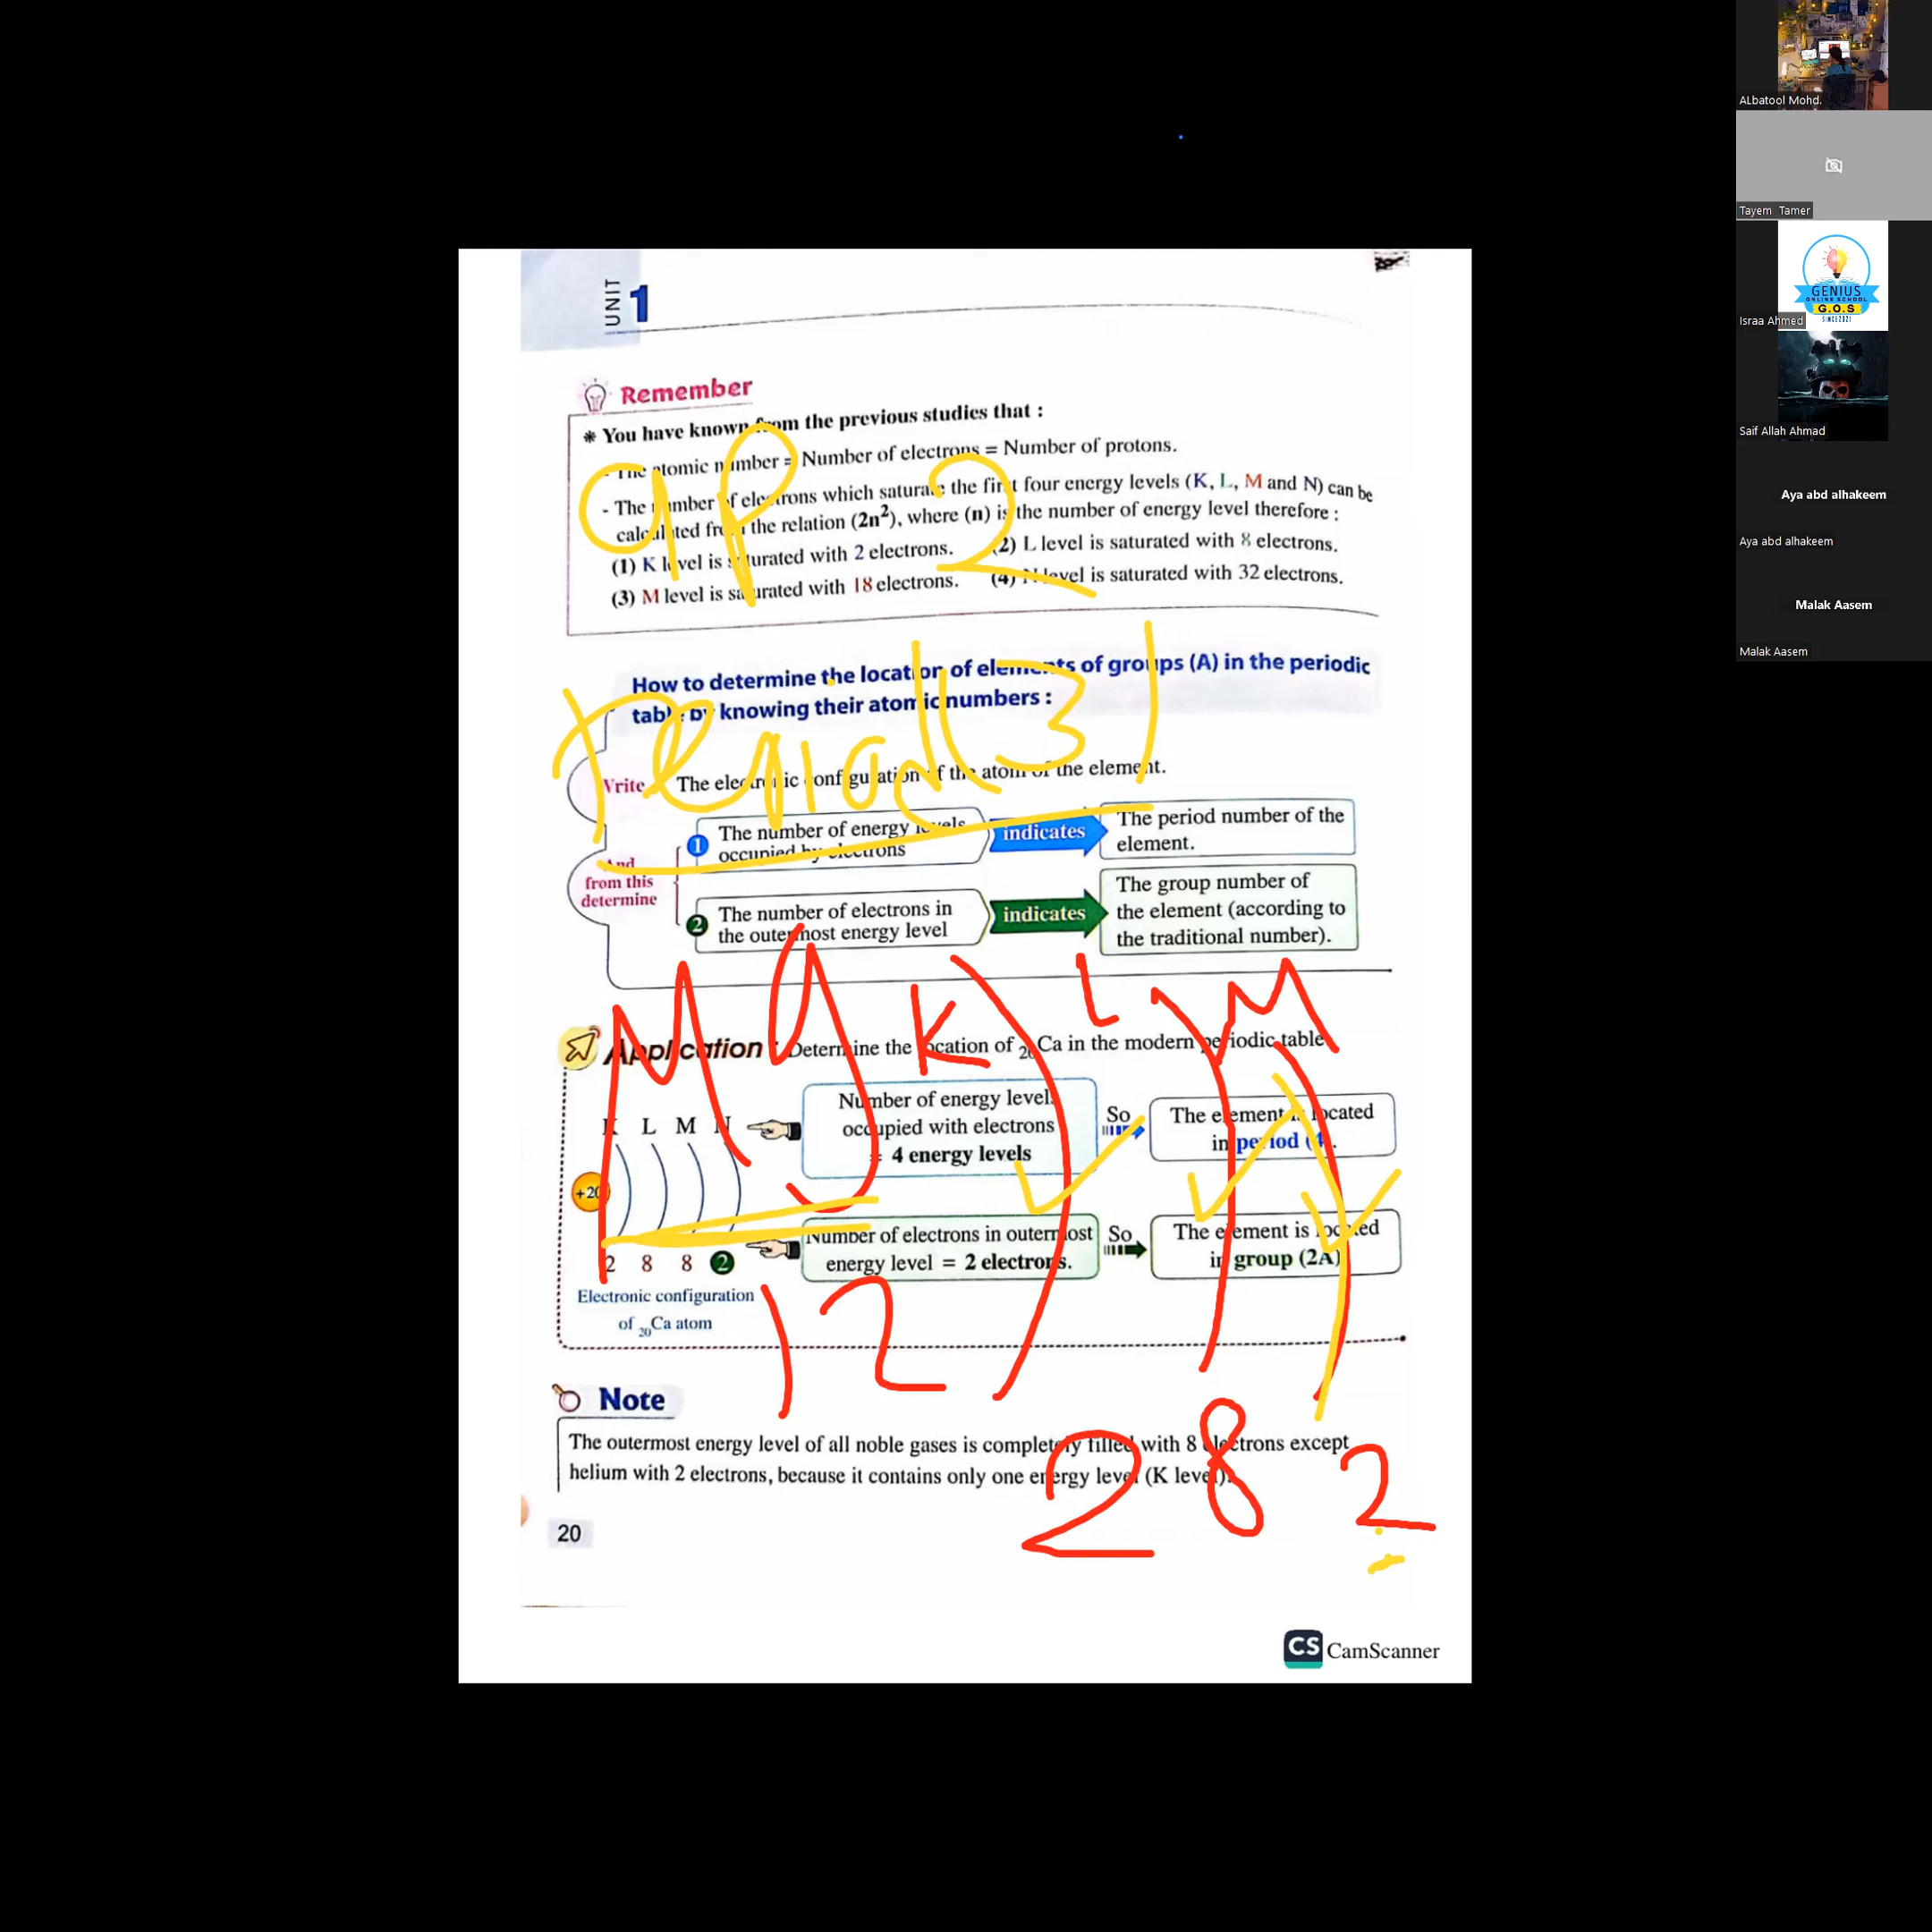 UNIT 1
Remember
* You have known from the previous studies that :
- The atomic number = Number of electrons = Number of protons.
- The number of electrons which saturate the first four energy levels (K, L, M and N) can be
calculated from the relation (2n²), where (n) is the number of energy level therefore :
(1) K level is saturated with 2 electrons. (2) L level is saturated with 8 electrons.
(3) M level is saturated with 18 electrons. (4) N level is saturated with 32 electrons.
How to determine the location of elements of groups (A) in the periodic
table by knowing their atomic numbers :
Write The electronic configuration of the atom of the element.
And from this determine
1 The number of energy levels occupied by electrons indicates The period number of the element.
2 The number of electrons in the outermost energy level indicates The group number of the element (according to the traditional number).
Application : Determine the location of ₂₀Ca in the modern periodic table.
K L M N
+20
2 8 8 2
Electronic configuration
of ₂₀Ca atom
Number of energy levels
occupied with electrons
= 4 energy levels
So
The element is located
in period (4).
Number of electrons in outermost
energy level = 2 electrons.
So
The element is located
in group (2A)
Note
The outermost energy level of all noble gases is completely filled with 8 electrons except
helium with 2 electrons, because it contains only one energy level (K level).
20
CS CamScanner
gp 2
Period (3)
Mg K L M
12
2 8 2
ALbatool Mohd.
Tayem Tamer
GENIUS
ONLINE SCHOOL
G.O.S
SINCE2021
Israa Ahmed
Saif Allah Ahmad
Aya abd alhakeem
Aya abd alhakeem
Malak Aasem
Malak Aasem